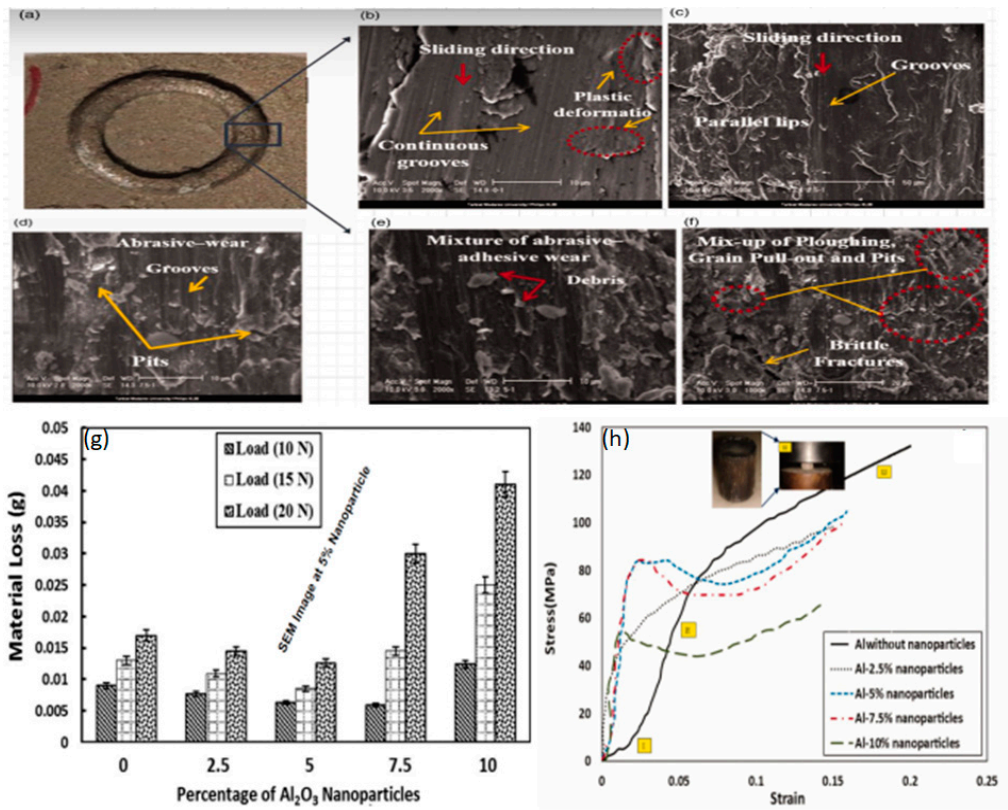 (a)
(b)
Sliding direction
Plastic
deformatio
Continuous
grooves
(c)
Sliding direction
Grooves
Parallel lips
(d)
Abrasive–wear
Grooves
Pits
(e)
Mixture of abrasive–
adhesive wear
Debris
(f)
Mix-up of Ploughing,
Grain Pull-out and Pits
Brittle
Fractures
(g)
Material Loss (g)
0.05
0.045
0.04
0.035
0.03
0.025
0.02
0.015
0.01
0.005
0
Load (10 N)
Load (15 N)
Load (20 N)
SEM Image at 5% Nanoparticle
0 2.5 5 7.5 10
Percentage of Al₂O₃ Nanoparticles
(h)
Stress(MPa)
140
120
100
80
60
40
20
0
Al without nanoparticles
Al-2.5% nanoparticles
Al-5% nanoparticles
Al-7.5% nanoparticles
Al-10% nanoparticles
0 0.05 0.1 0.15 0.2 0.25
Strain